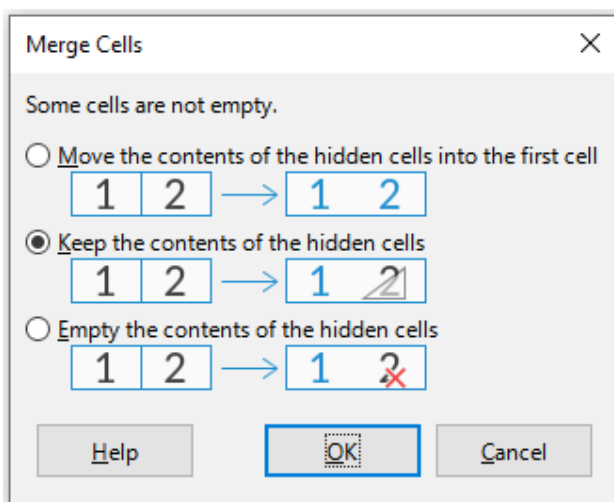 Merge Cells
Some cells are not empty.
Move the contents of the hidden cells into the first cell
1 2 1 2
Keep the contents of the hidden cells
1 2 1 2
Empty the contents of the hidden cells
1 2 1 2
Help OK Cancel